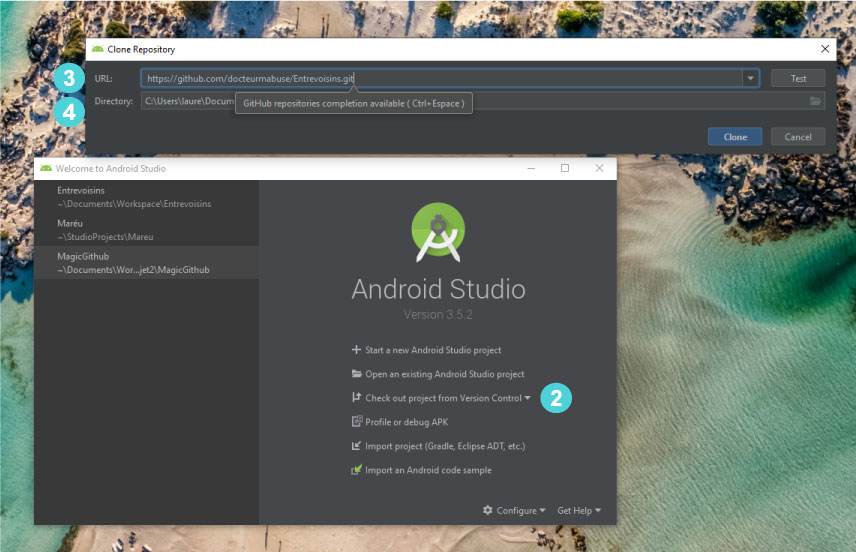 Clone Repository
3
URL:
https://github.com/docteurmabuse/Entrevoisins.git
Test
4
Directory:
C:\Users\laure\Docum
GitHub repositories completion available ( Ctrl+Espace )
Clone
Cancel
Welcome to Android Studio
Entrevoisins
~\Documents\Workspace\Entrevoisins
Maréu
~\StudioProjects\Mareu
MagicGithub
~\Documents\Wor...jet2\MagicGithub
Android Studio
Version 3.5.2
Start a new Android Studio project
Open an existing Android Studio project
Check out project from Version Control
2
Profile or debug APK
Import project (Gradle, Eclipse ADT, etc.)
Import an Android code sample
Configure
Get Help